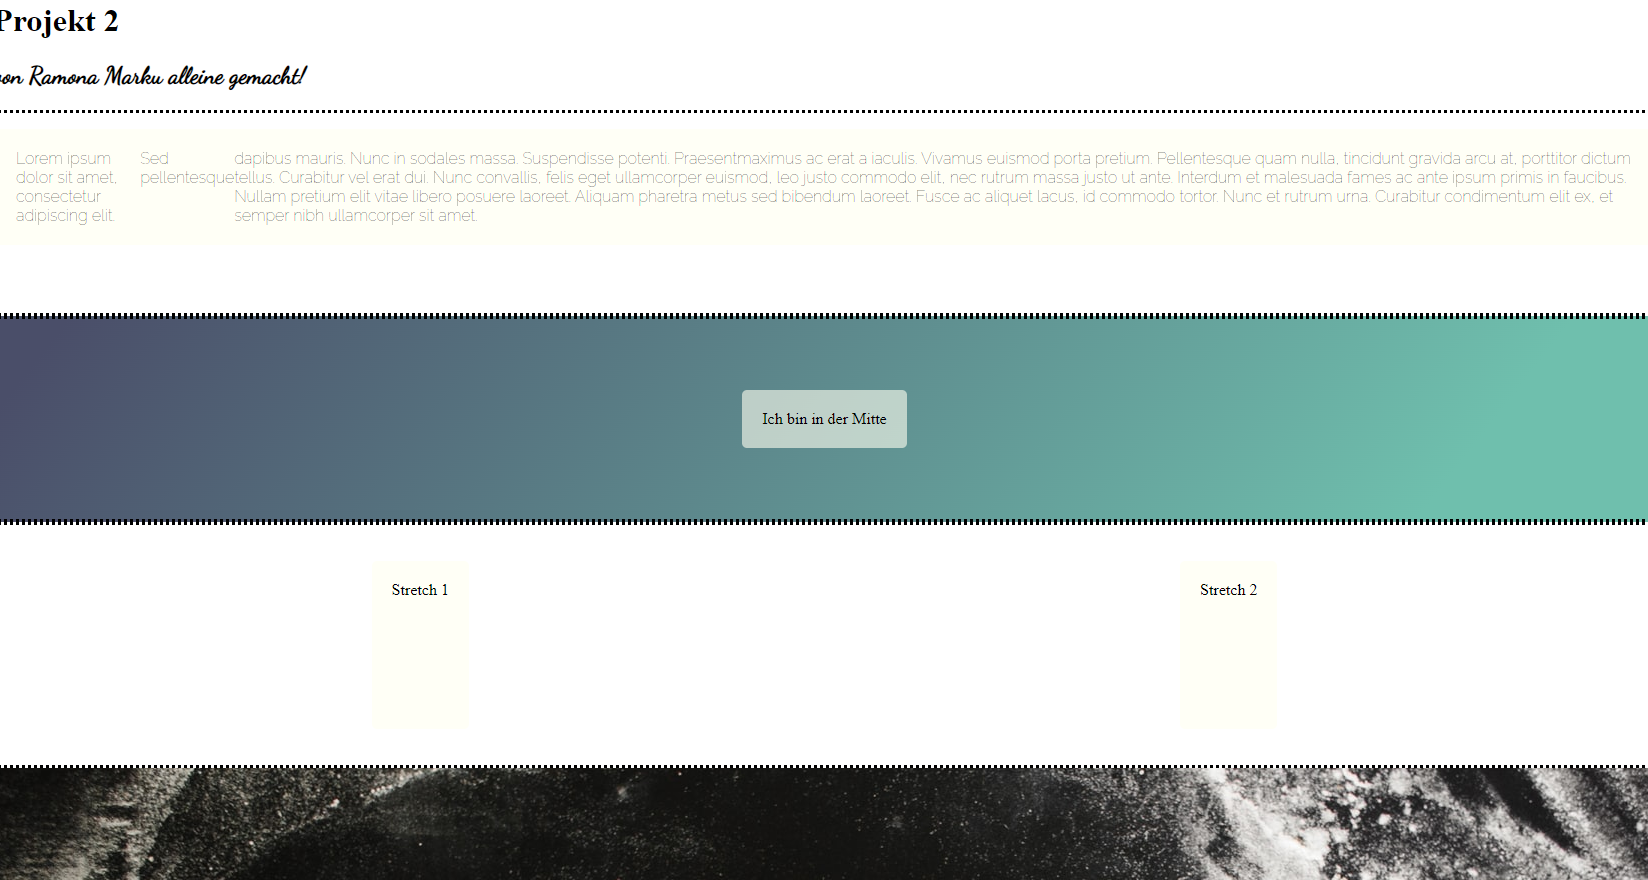 Projekt 2
von Ramona Marku alleine gemacht!
Lorem ipsum
dolor sit amet,
consectetur
adipiscing elit.
Sed
pellentesque
dapibus mauris. Nunc in sodales massa. Suspendisse potenti. Praesentmaximus ac erat a iaculis. Vivamus euismod porta pretium. Pellentesque quam nulla, tincidunt gravida arcu at, porttitor dictum
tellus. Curabitur vel erat dui. Nunc convallis, felis eget ullamcorper euismod, leo justo commodo elit, nec rutrum massa justo ut ante. Interdum et malesuada fames ac ante ipsum primis in faucibus.
Nullam pretium elit vitae libero posuere laoreet. Aliquam pharetra metus sed bibendum laoreet. Fusce ac aliquet lacus, id commodo tortor. Nunc et rutrum urna. Curabitur condimentum elit ex, et
semper nibh ullamcorper sit amet.
Ich bin in der Mitte
Stretch 1
Stretch 2